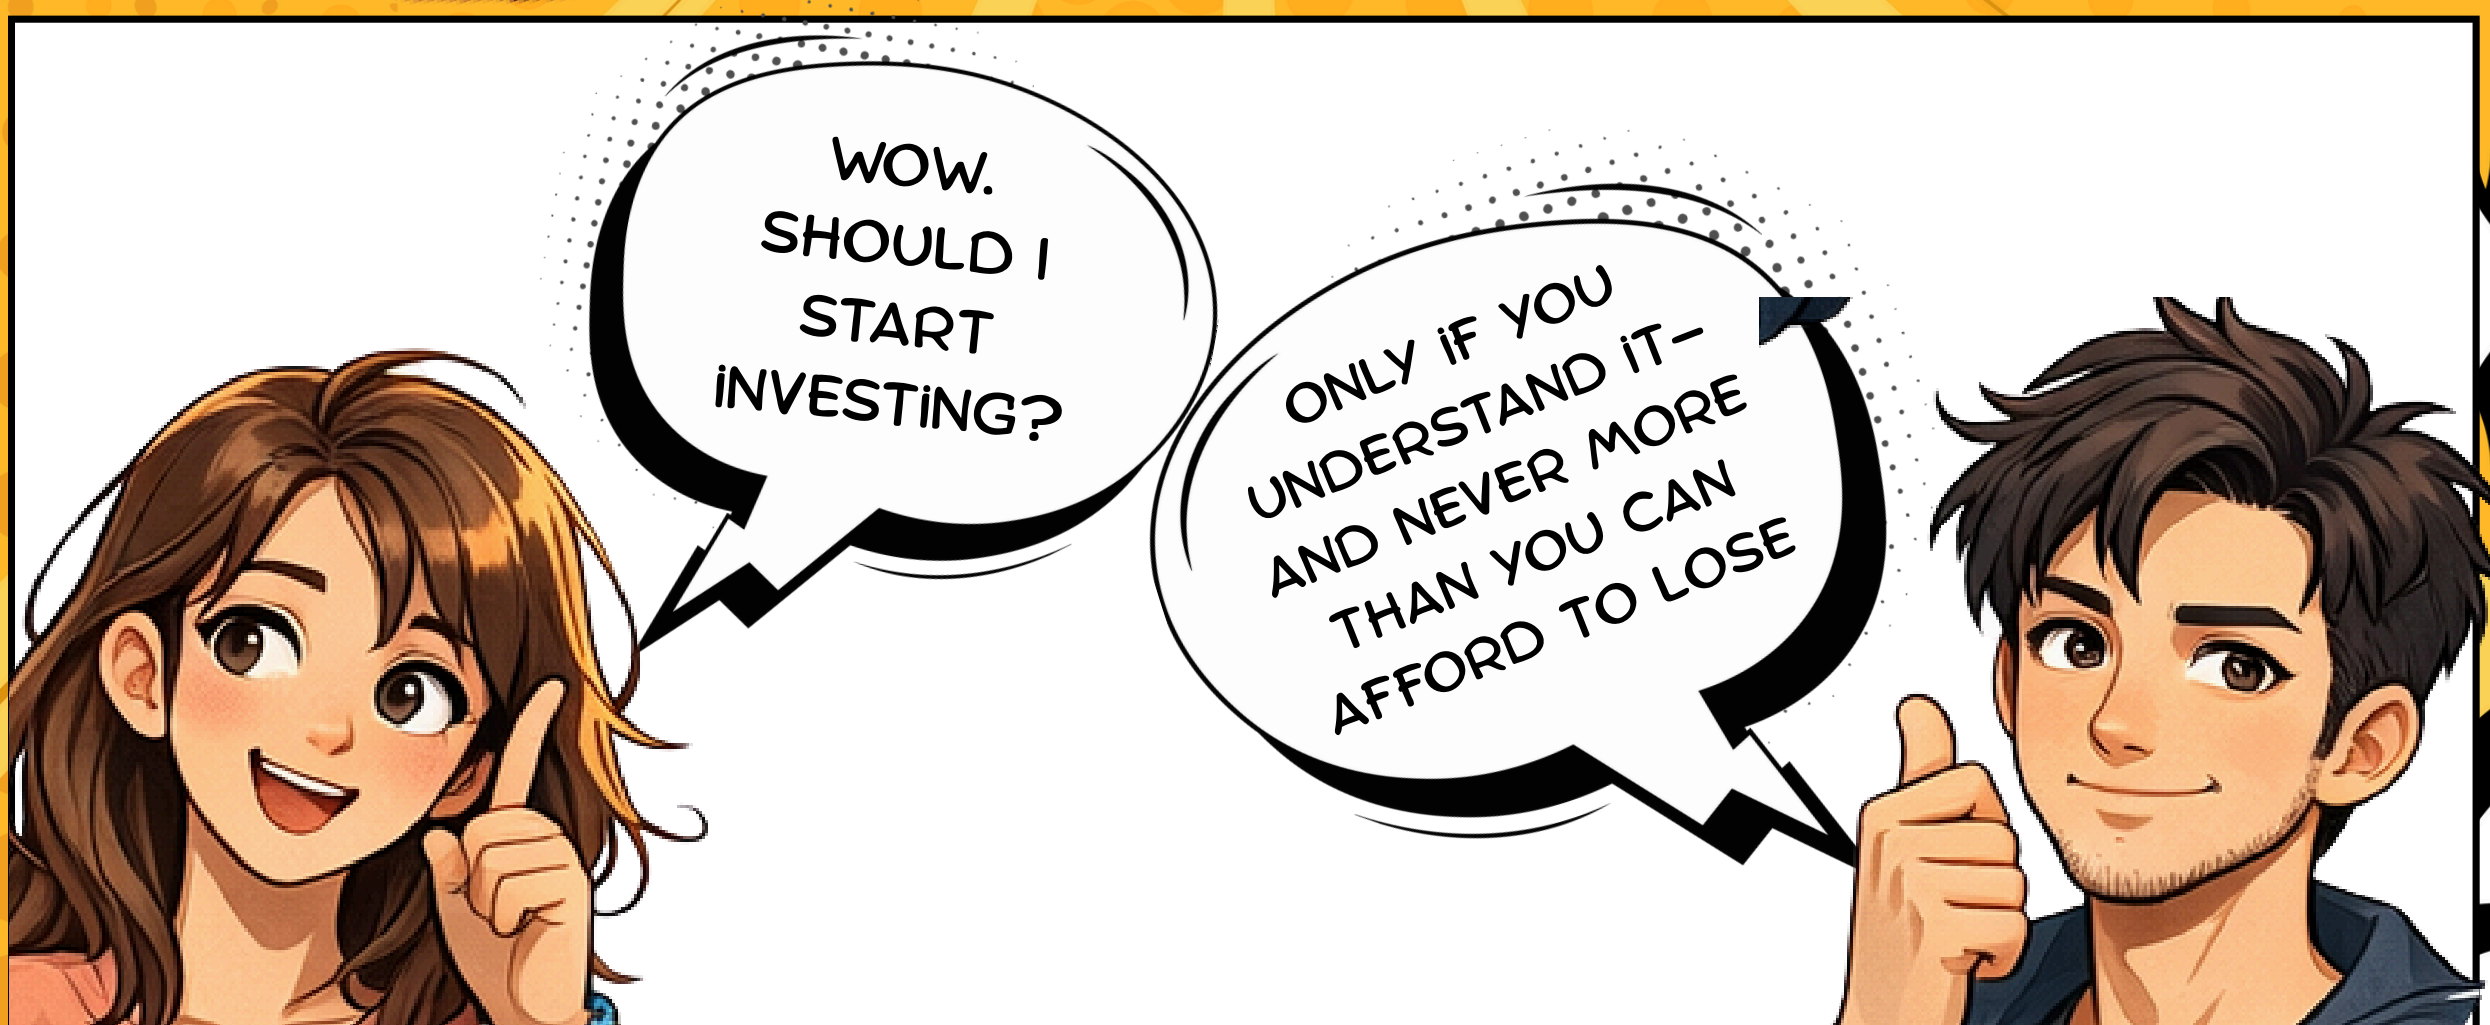 WOW.
SHOULD I
START
INVESTING?
ONLY IF YOU
UNDERSTAND IT-
AND NEVER MORE
THAN YOU CAN
AFFORD TO LOSE